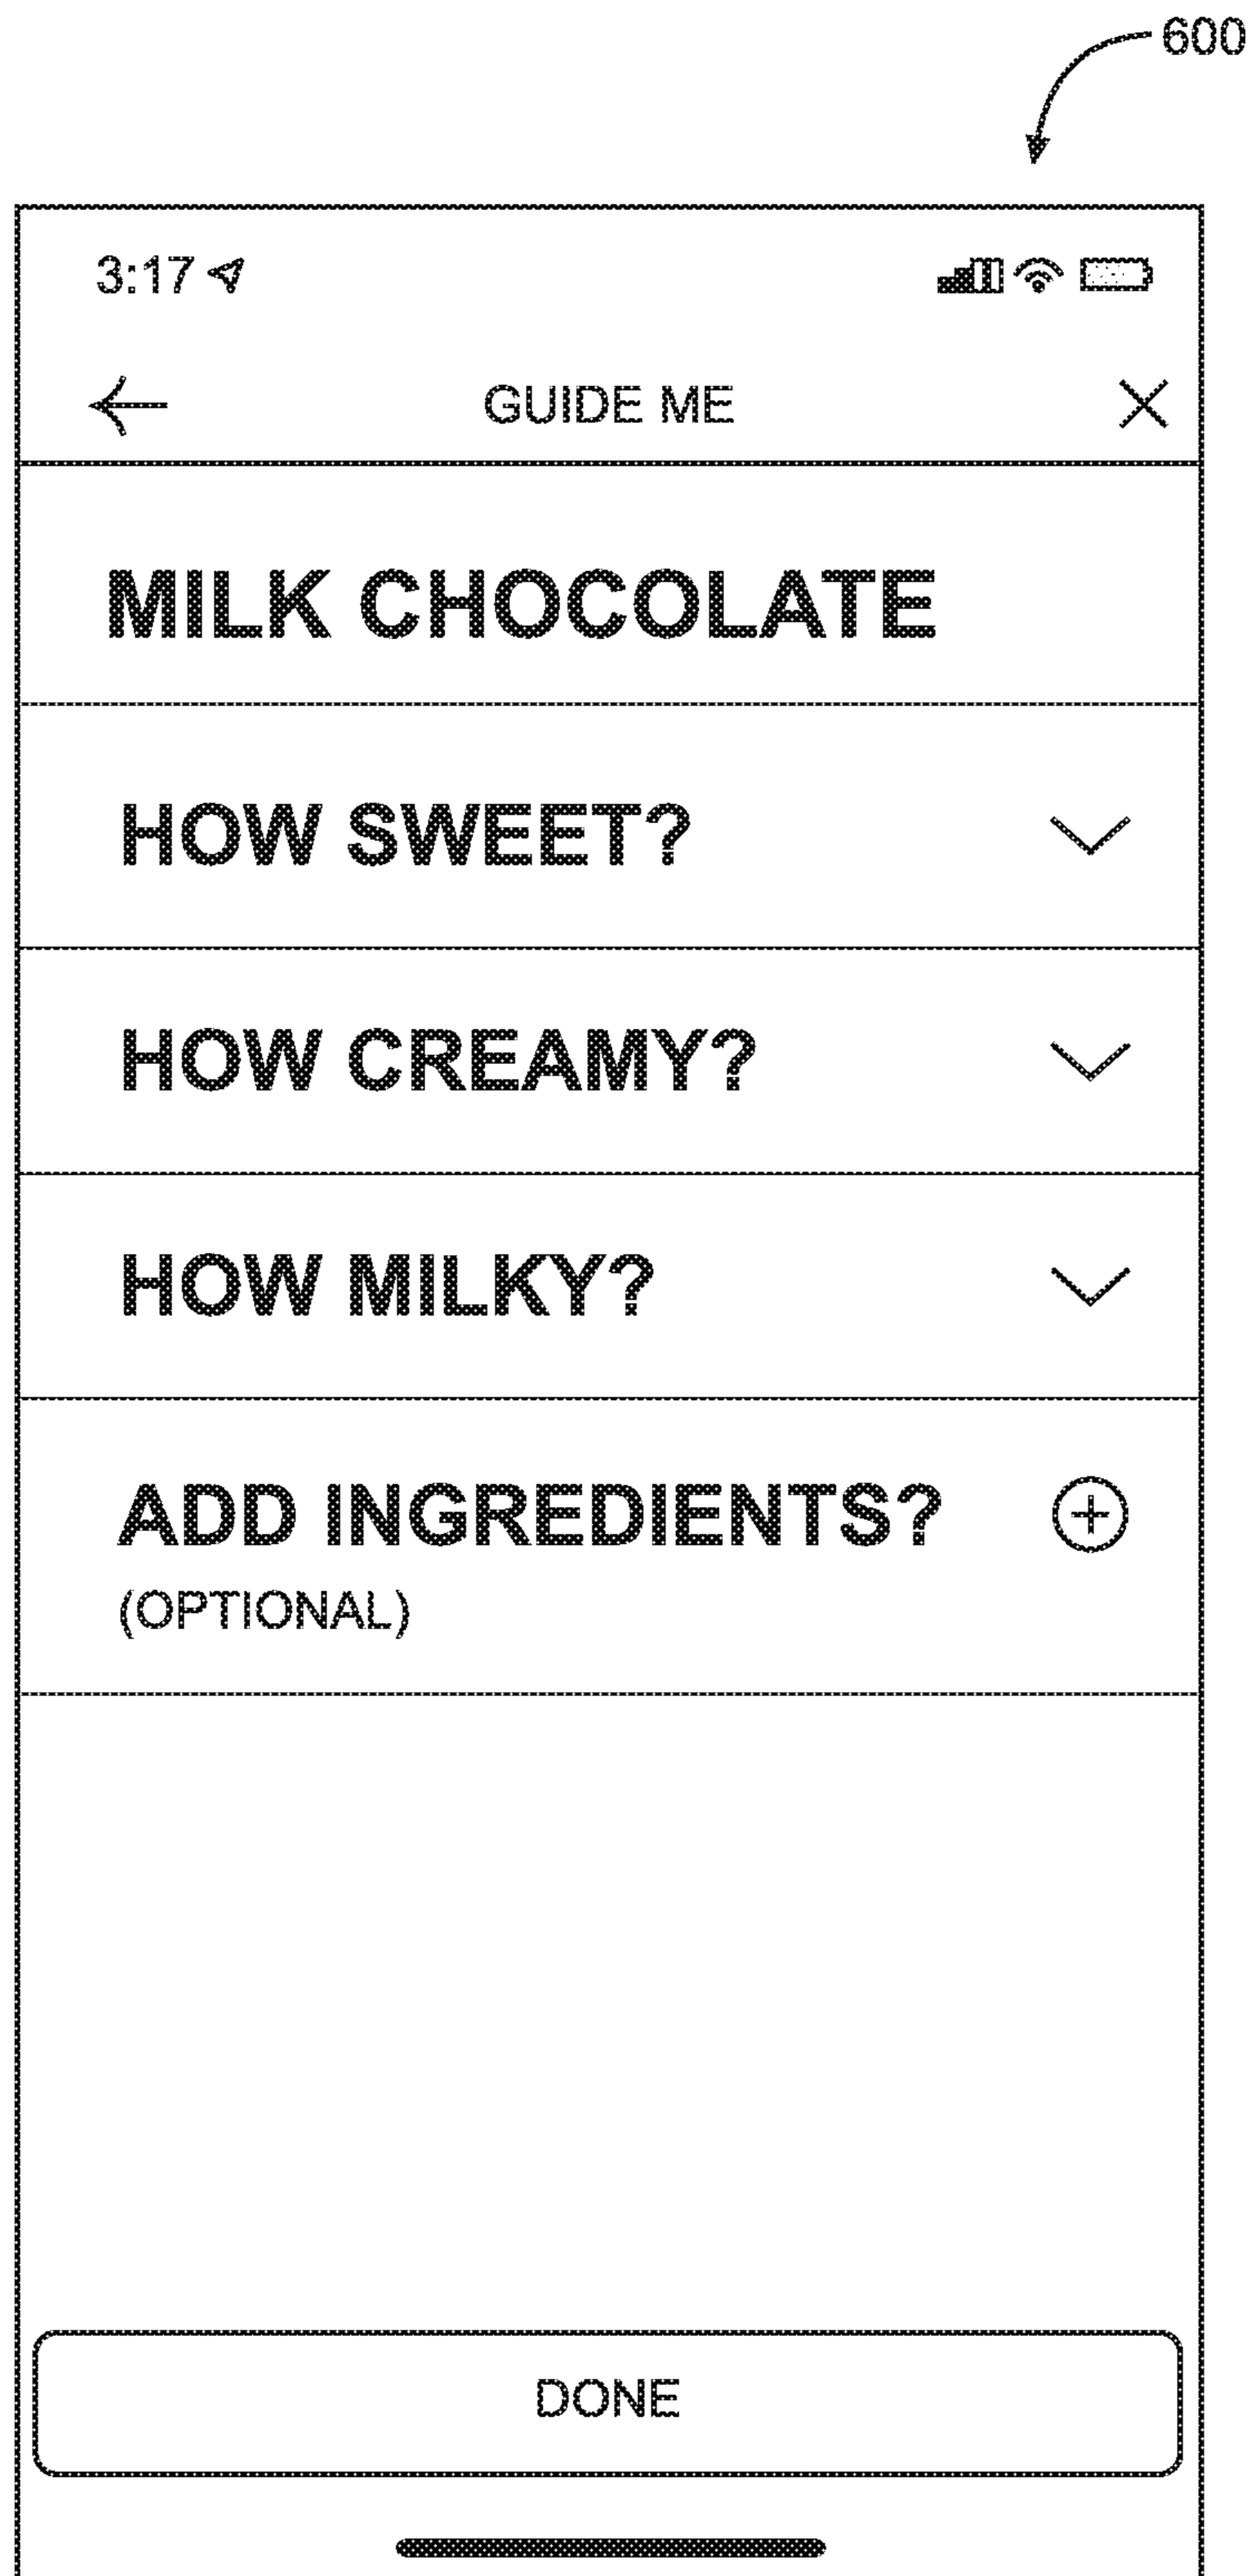 600
3:17
GUIDE ME
MILK CHOCOLATE
HOW SWEET?
HOW CREAMY?
HOW MILKY?
ADD INGREDIENTS?
(OPTIONAL)
DONE